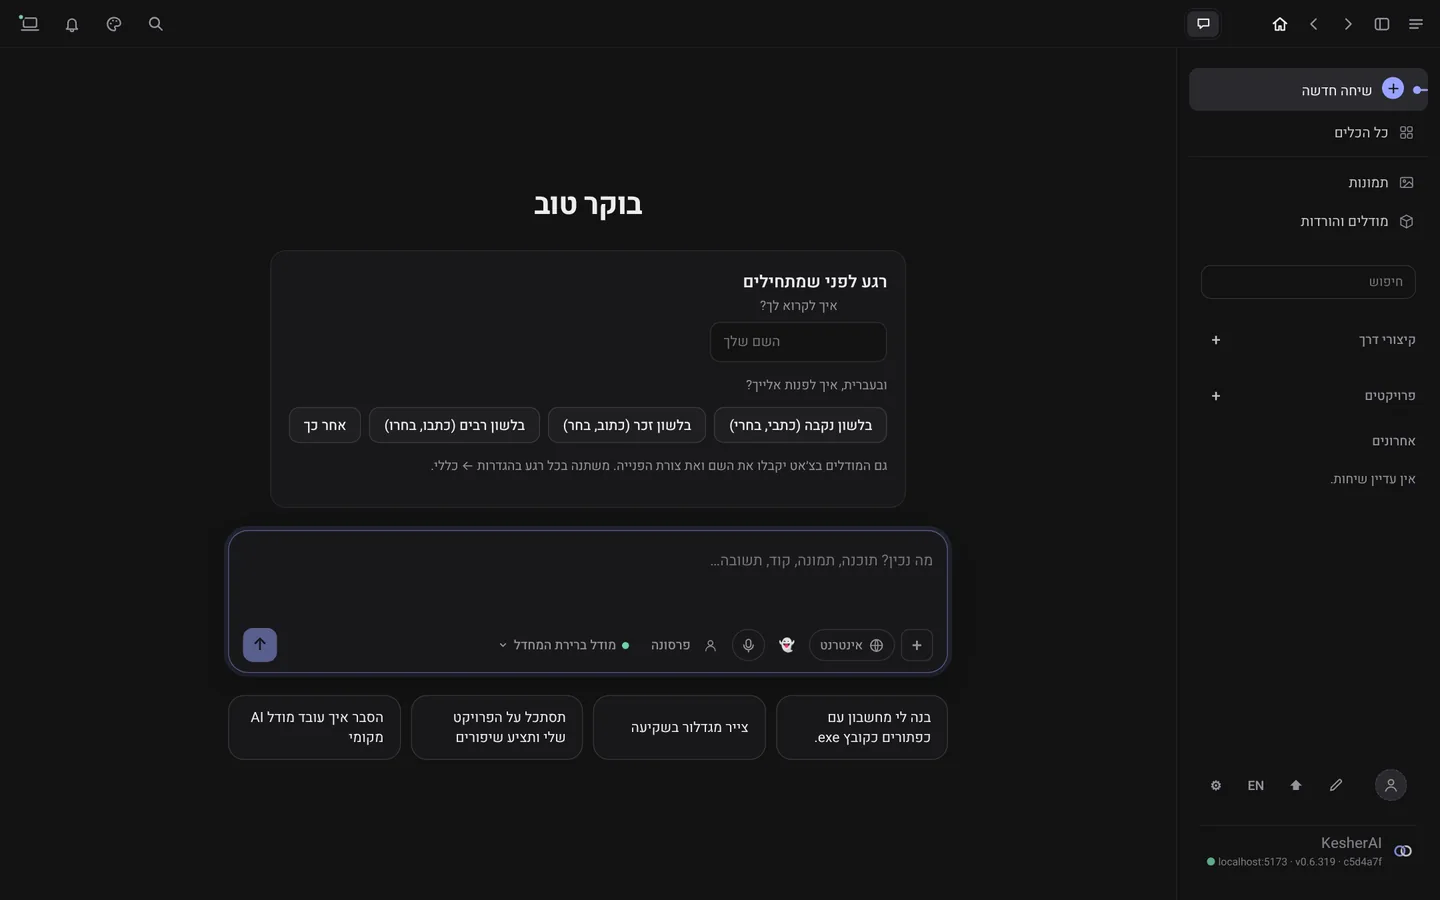 שיחה חדשה
כל הכלים
תמונות
מודלים והורדות
חיפוש
קיצורי דרך
פרויקטים
אחרונים
אין עדיין שיחות.
EN
KesherAI
localhost:5173 · v0.6.319 · c5d4a7f
בוקר טוב
רגע לפני שמתחילים
איך לקרוא לך?
השם שלך
ובעברית, איך לפנות אלייך?
בלשון נקבה (כתבי, בחרי)
בלשון זכר (כתוב, בחר)
בלשון רבים (כתבו, בחרו)
אחר כך
גם המודלים בצ'אט יקבלו את השם ואת צורת הפנייה. משתנה בכל רגע בהגדרות ← כללי.
מה נכין? תוכנה, תמונה, קוד, תשובה...
אינטרנט
פרסונה
מודל ברירת המחדל
בנה לי מחשבון עם
כפתורים כקובץ exe.
צייר מגדלור בשקיעה
תסתכל על הפרויקט
שלי ותציע שיפורים
הסבר איך עובד מודל AI
מקומי